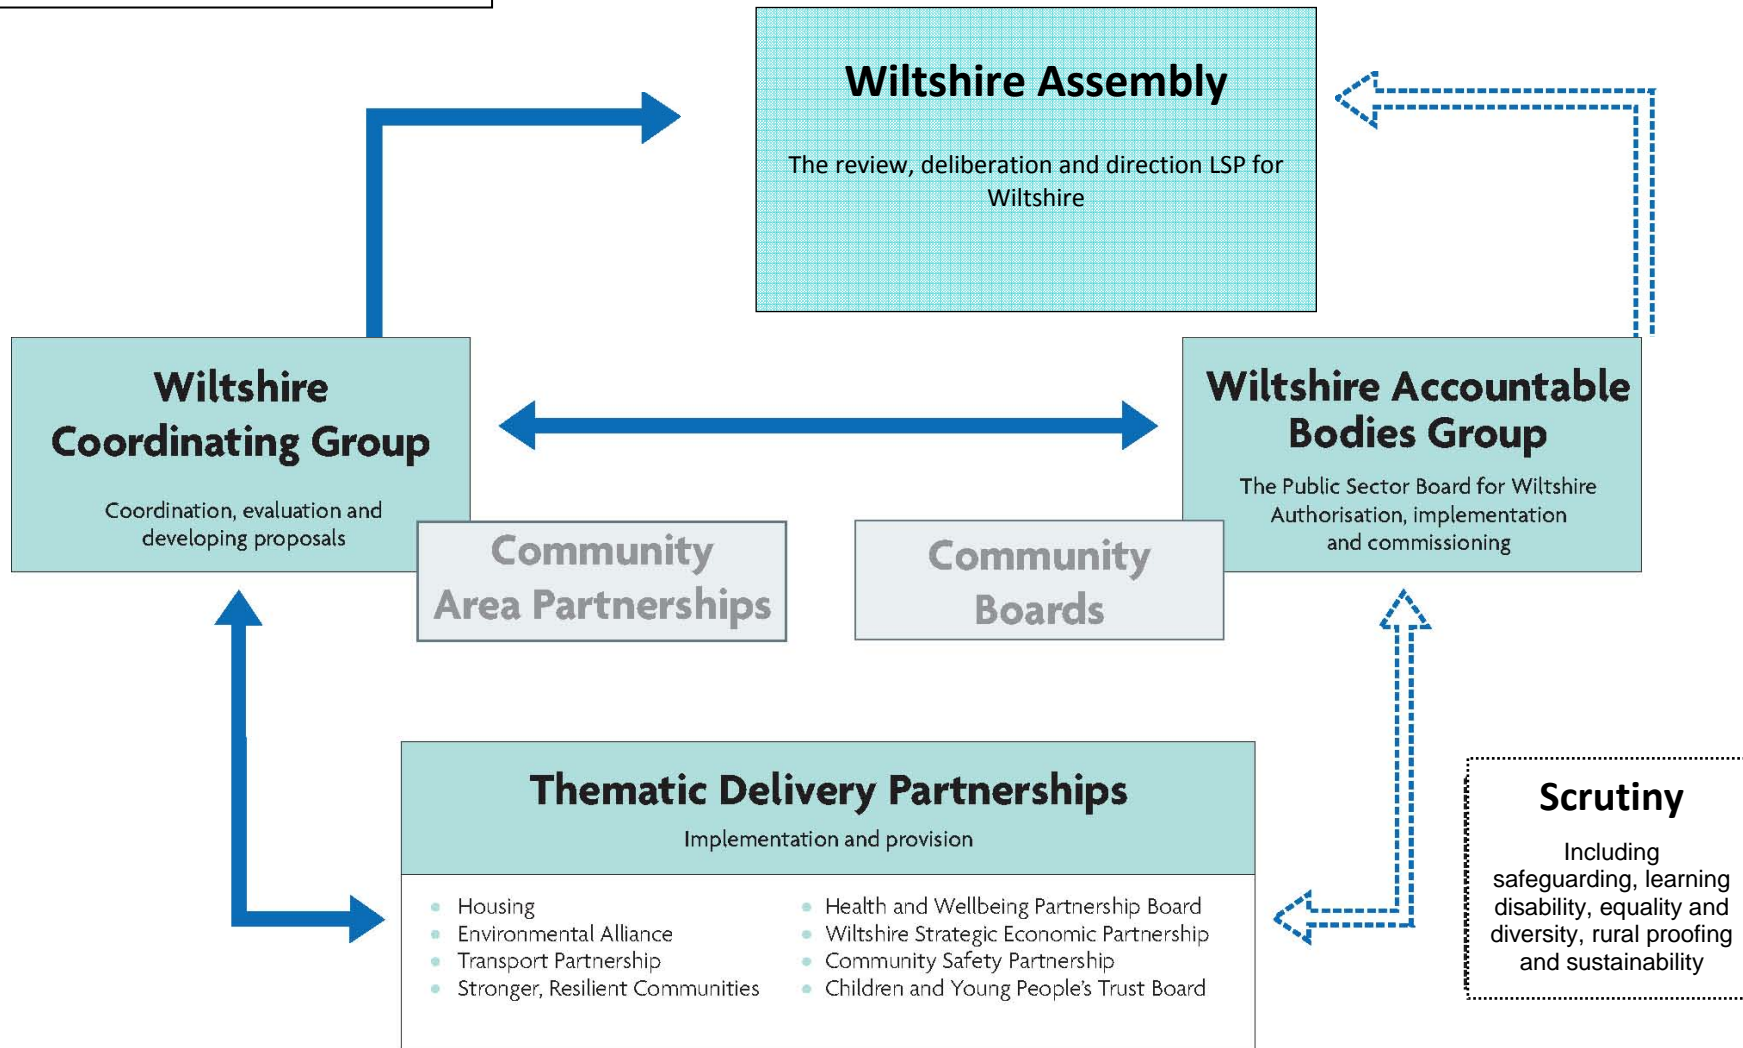 Wiltshire Assembly
The review, deliberation and direction LSP for
Wiltshire
Wiltshire
Coordinating Group
Coordination, evaluation and
developing proposals
Wiltshire Accountable
Bodies Group
The Public Sector Board for Wiltshire
Authorisation, implementation
and commissioning
Community
Area Partnerships
Community
Boards
Thematic Delivery Partnerships
Implementation and provision
Housing
Environmental Alliance
Transport Partnership
Stronger, Resilient Communities
Health and Wellbeing Partnership Board
Wiltshire Strategic Economic Partnership
Community Safety Partnership
Children and Young People's Trust Board
Scrutiny
Including
safeguarding, learning
disability, equality and
diversity, rural proofing
and sustainability